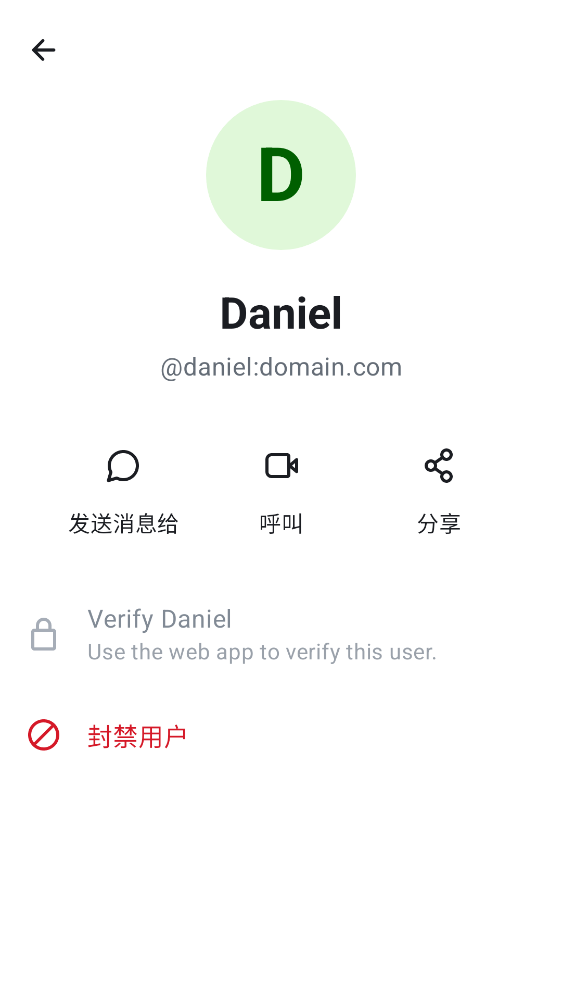 D
Daniel
@daniel:domain.com
发送消息给
呼叫
分享
Verify Daniel
Use the web app to verify this user.
封禁用户